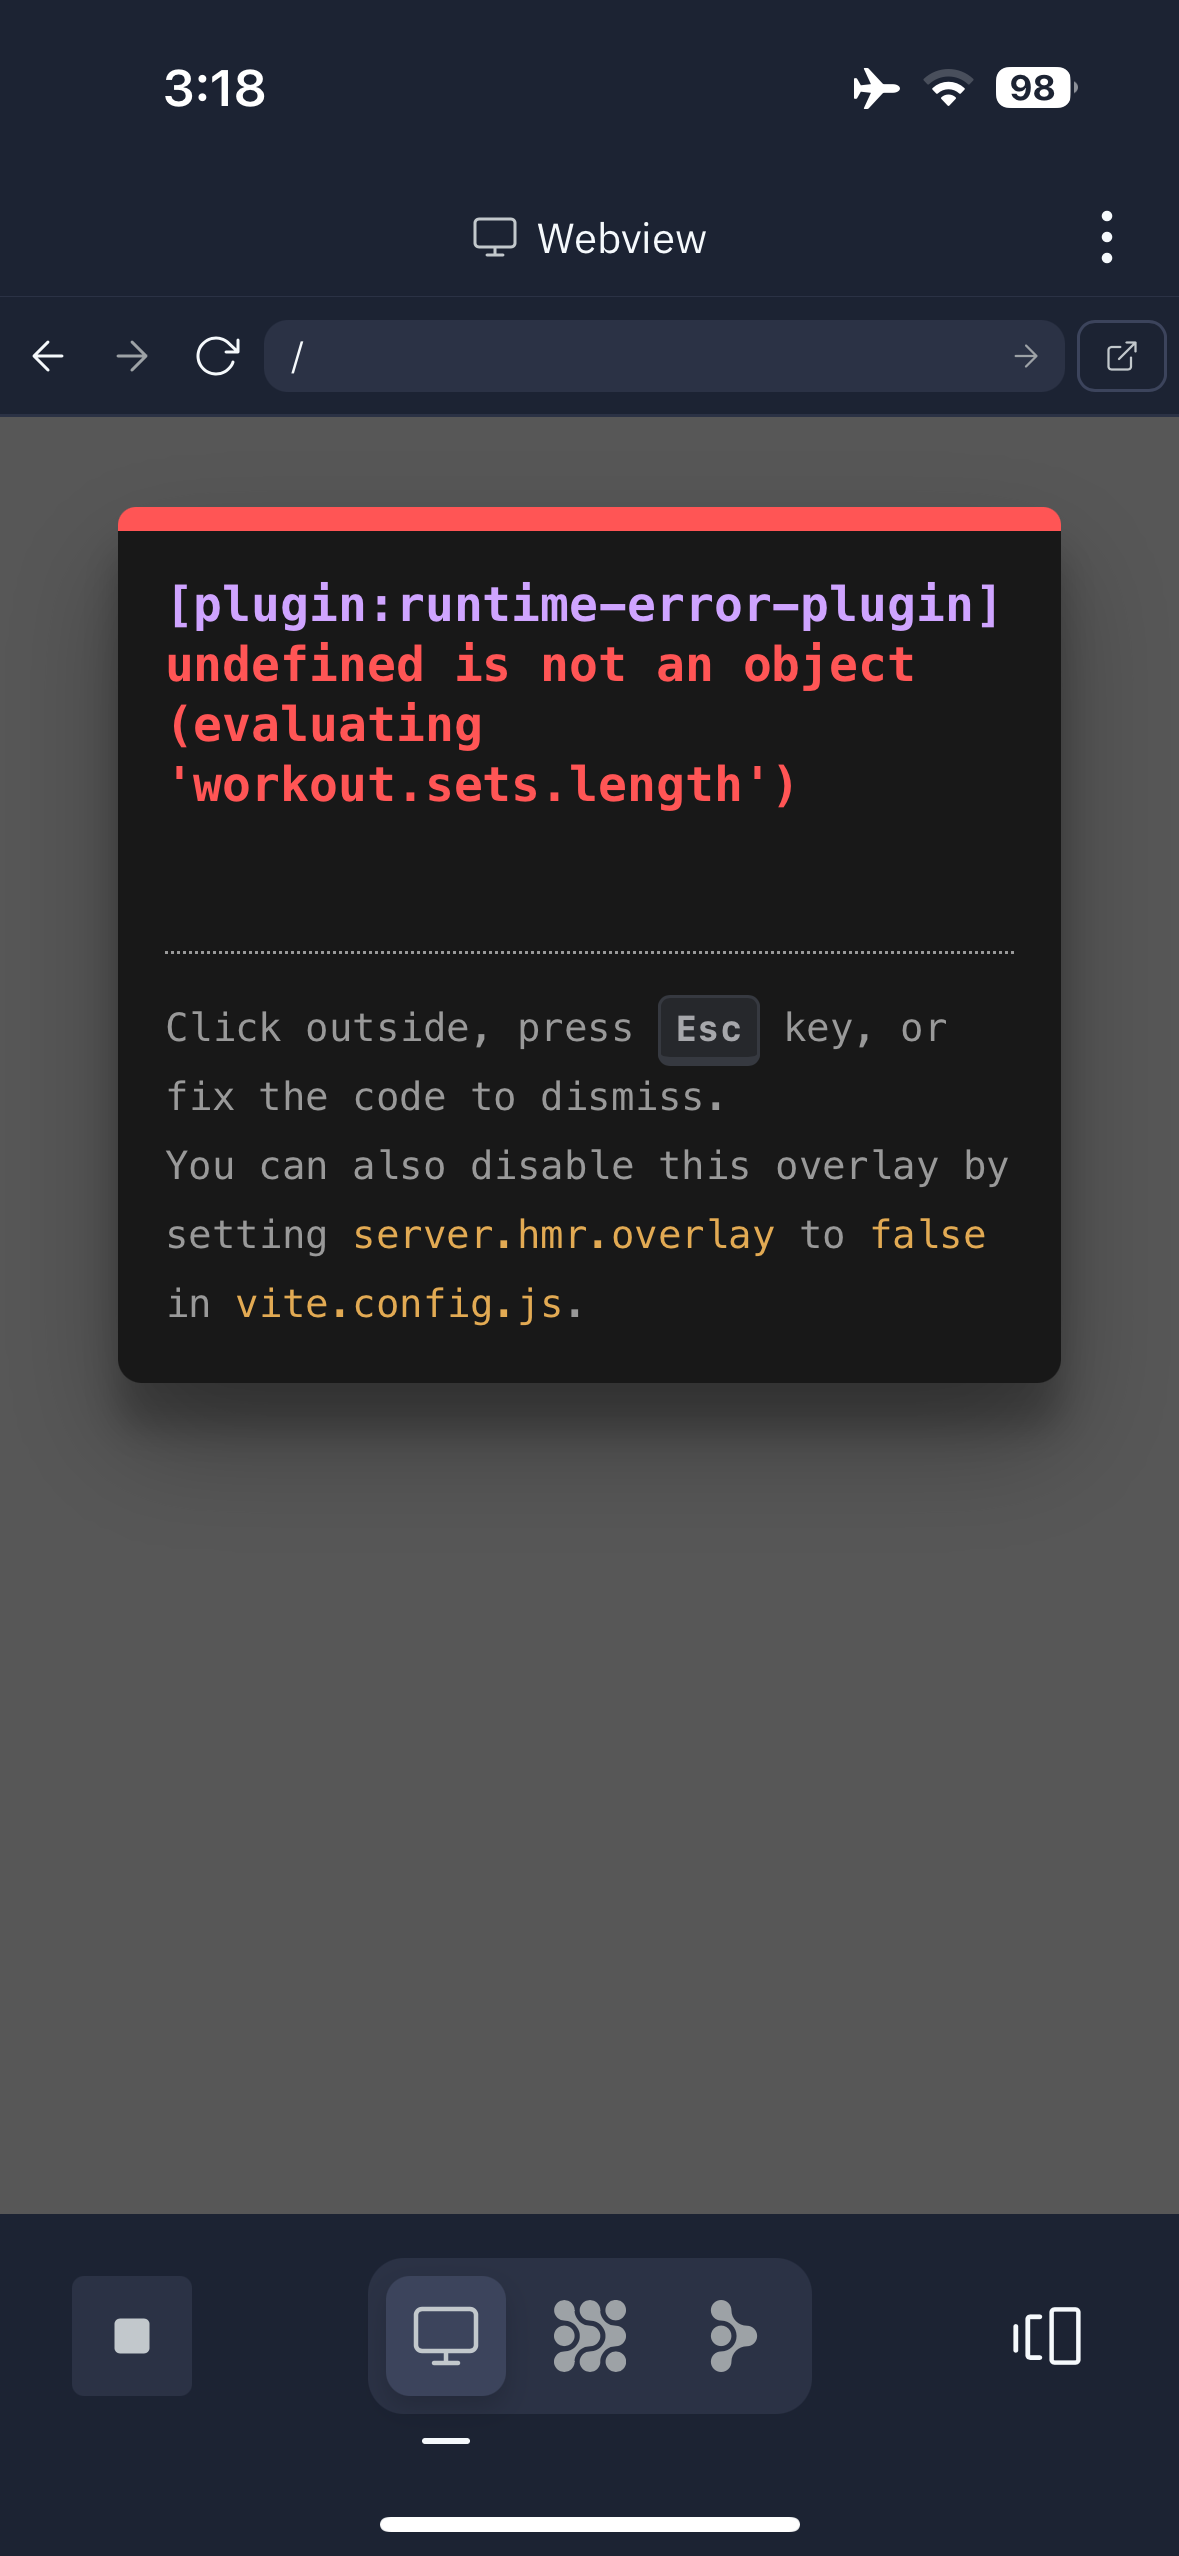 3:18
98
Webview
/
[plugin:runtime-error-plugin]
undefined is not an object
(evaluating
'workout.sets.length')
Click outside, press Esc key, or
fix the code to dismiss.
You can also disable this overlay by
setting server.hmr.overlay to false
in vite.config.js.